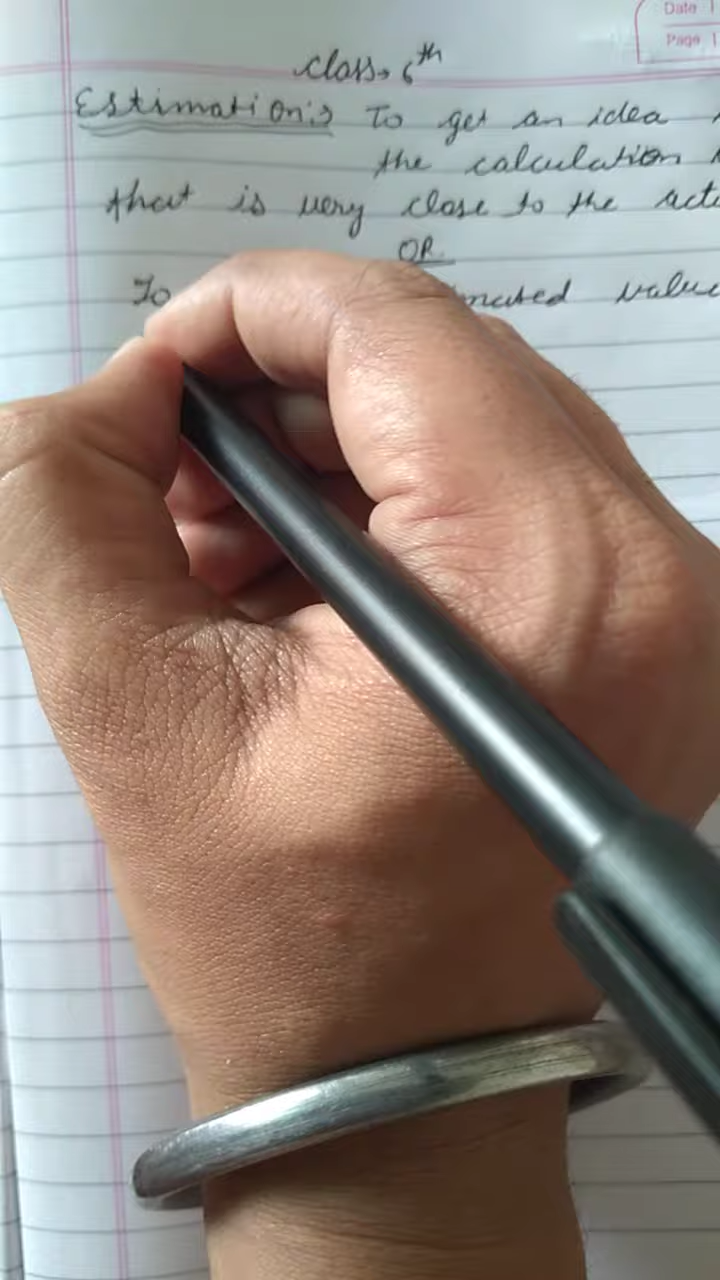 Date
Page
Class → 6th
Estimation :→ To get an idea
the calculation
that is very close to the
OR
To value